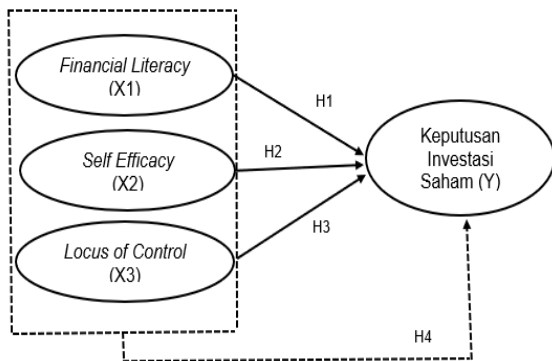 Financial Literacy
(X1)
H1
Self Efficacy
(X2)
H2
Keputusan
Investasi
Saham (Y)
Locus of Control
(X3)
H3
H4